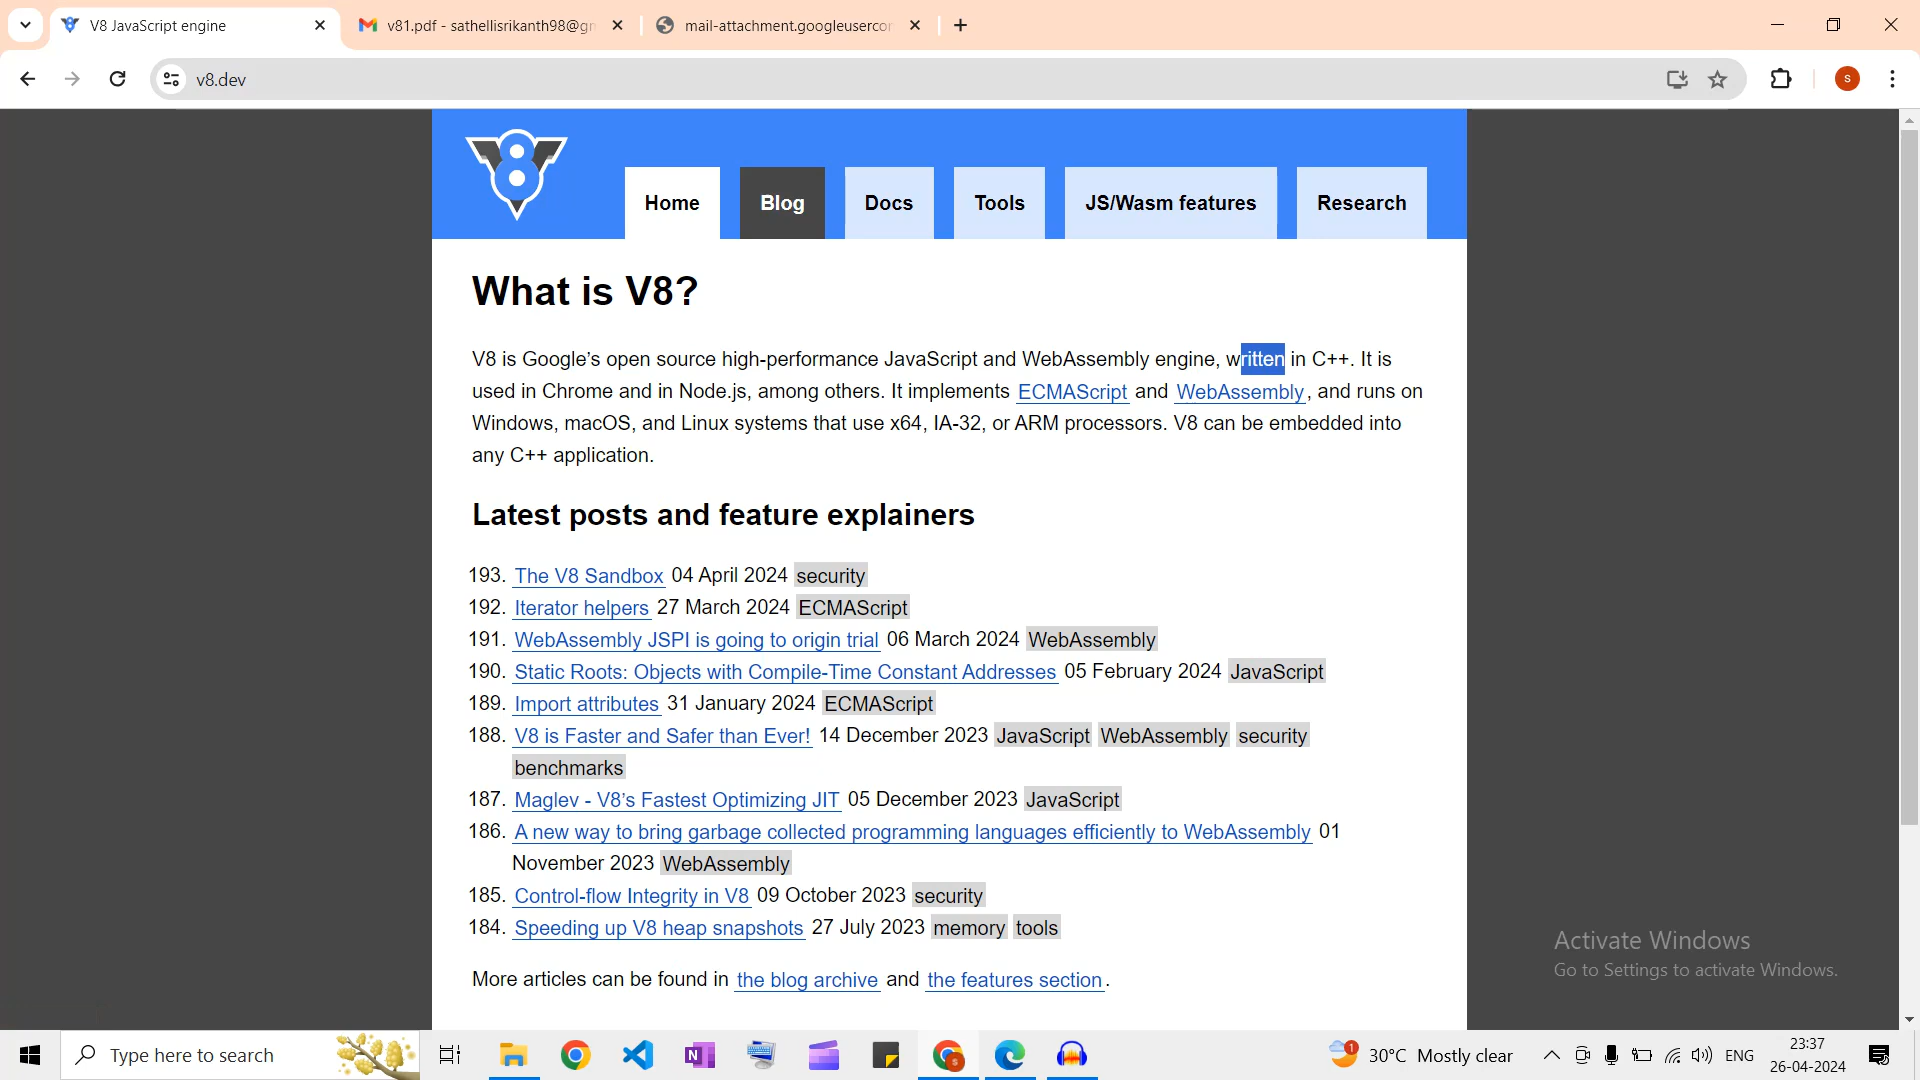 V8 JavaScript engine
v81.pdf - sathellisrikanth98@gm
mail-attachment.googleusercor
v8.dev
S
8
Home
Blog
Docs
Tools
JS/Wasm features
Research
What is V8?
V8 is Google’s open source high-performance JavaScript and WebAssembly engine, written in C++. It is
used in Chrome and in Node.js, among others. It implements ECMAScript and WebAssembly, and runs on
Windows, macOS, and Linux systems that use x64, IA-32, or ARM processors. V8 can be embedded into
any C++ application.
Latest posts and feature explainers
193. The V8 Sandbox 04 April 2024 security
192. Iterator helpers 27 March 2024 ECMAScript
191. WebAssembly JSPI is going to origin trial 06 March 2024 WebAssembly
190. Static Roots: Objects with Compile-Time Constant Addresses 05 February 2024 JavaScript
189. Import attributes 31 January 2024 ECMAScript
188. V8 is Faster and Safer than Ever! 14 December 2023 JavaScript WebAssembly security
benchmarks
187. Maglev - V8’s Fastest Optimizing JIT 05 December 2023 JavaScript
186. A new way to bring garbage collected programming languages efficiently to WebAssembly 01
November 2023 WebAssembly
185. Control-flow Integrity in V8 09 October 2023 security
184. Speeding up V8 heap snapshots 27 July 2023 memory tools
More articles can be found in the blog archive and the features section.
Activate Windows
Go to Settings to activate Windows.
Type here to search
N
S
1
30°C Mostly clear
ENG
23:37
26-04-2024